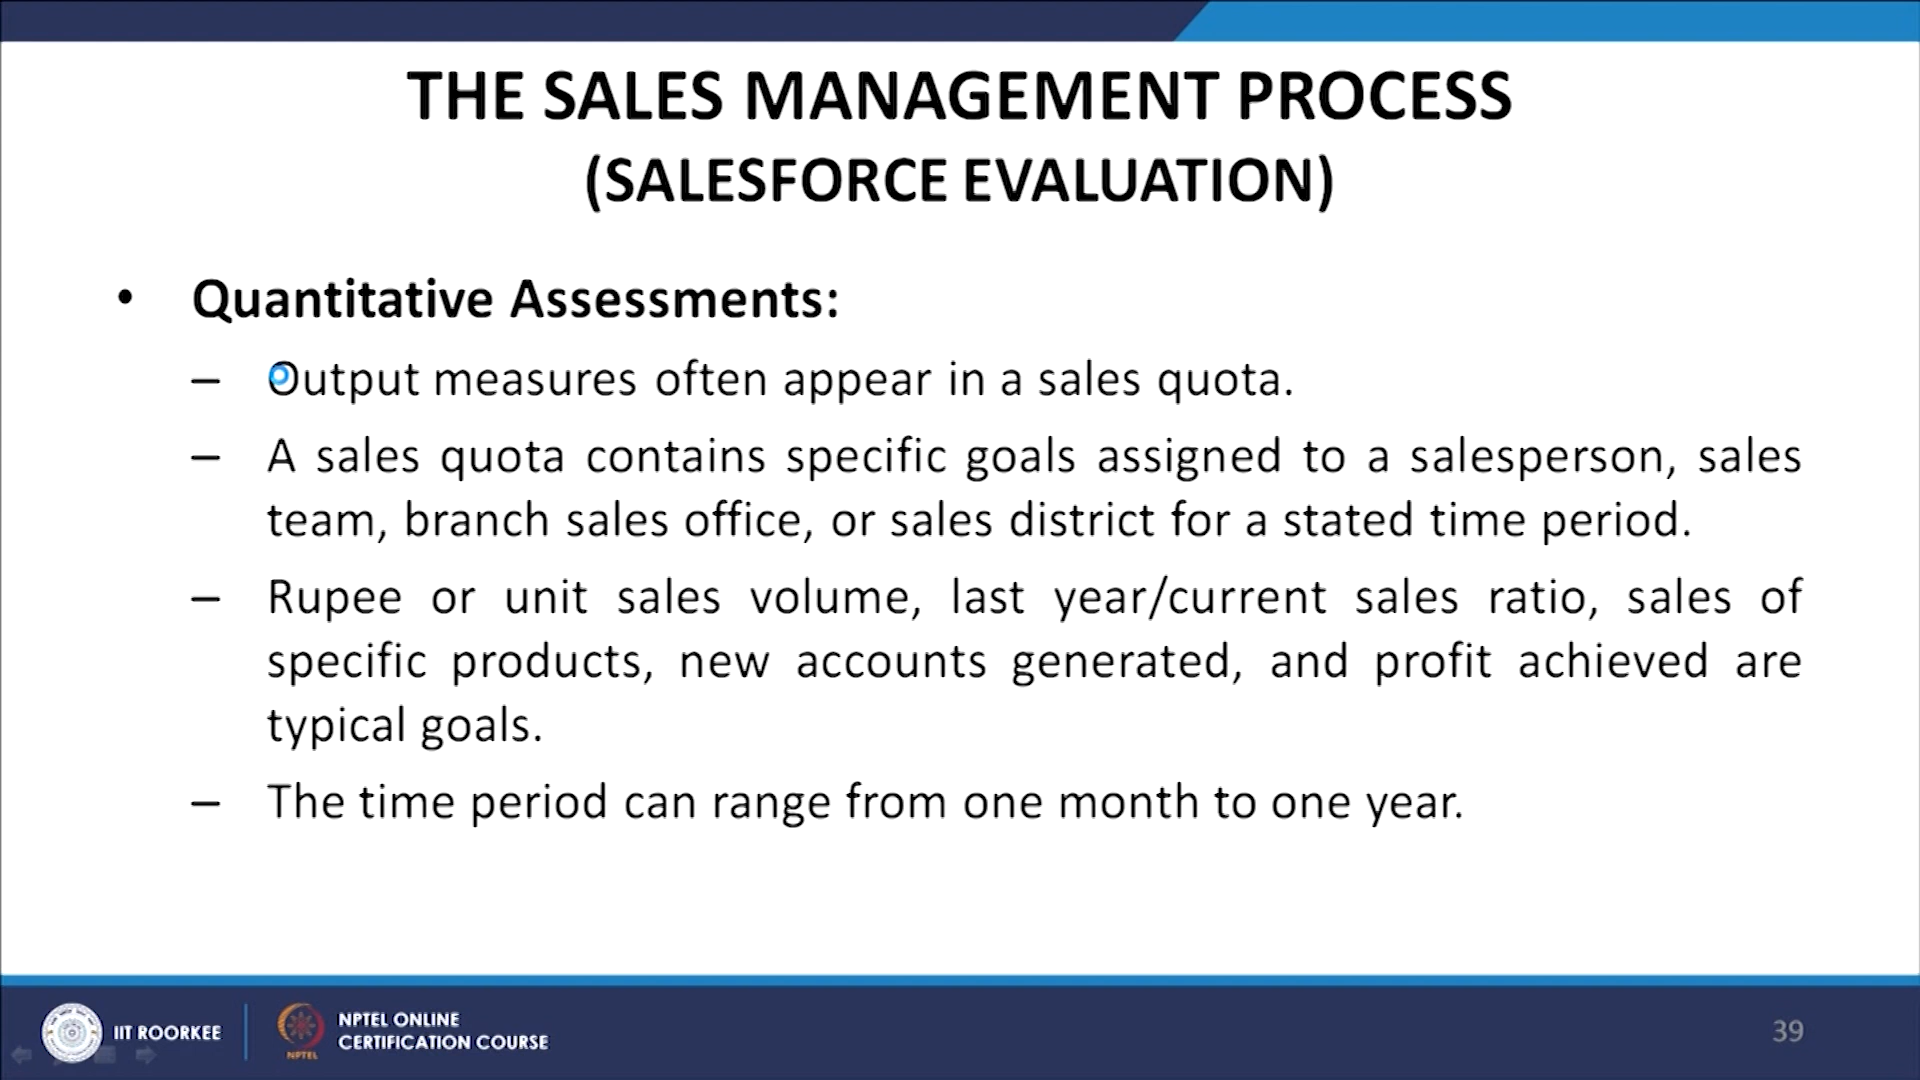 THE SALES MANAGEMENT PROCESS
(SALESFORCE EVALUATION)
• Quantitative Assessments:
– Output measures often appear in a sales quota.
– A sales quota contains specific goals assigned to a salesperson, sales
team, branch sales office, or sales district for a stated time period.
– Rupee or unit sales volume, last year/current sales ratio, sales of
specific products, new accounts generated, and profit achieved are
typical goals.
– The time period can range from one month to one year.
IIT ROORKEE
NPTEL
NPTEL ONLINE
CERTIFICATION COURSE
39